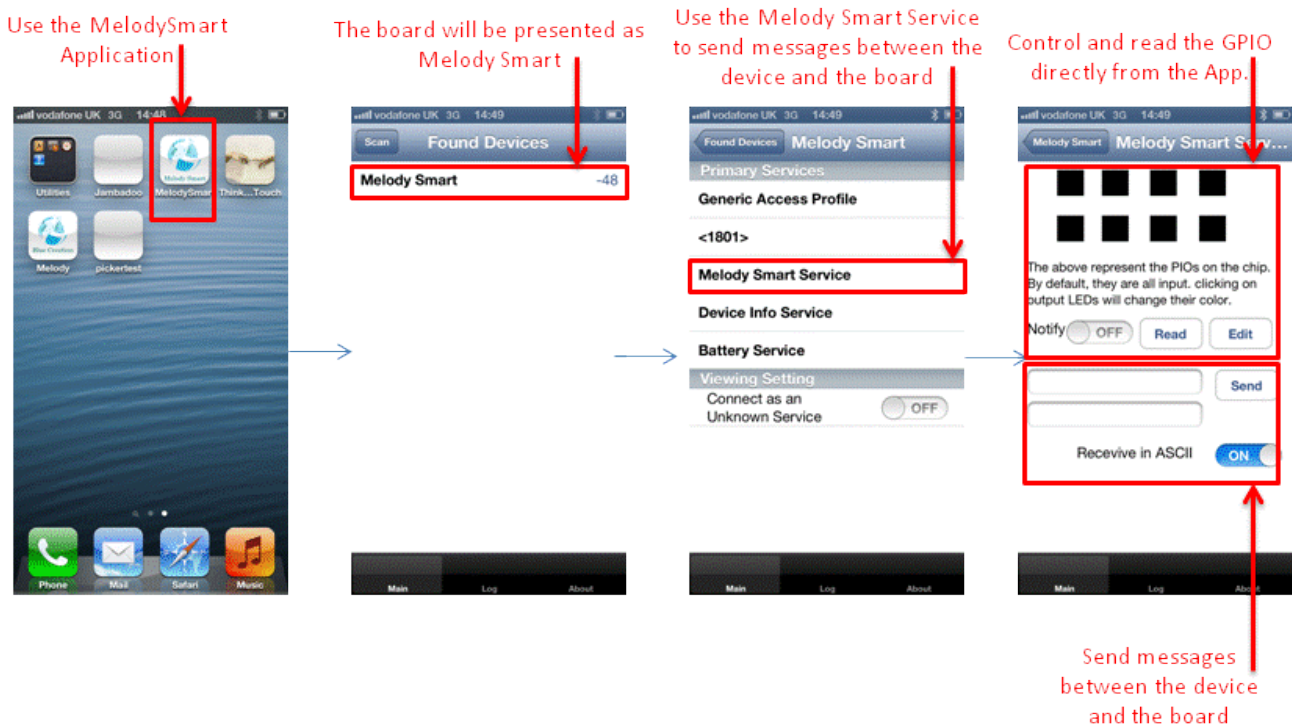 Use the MelodySmart
Application
The board will be presented as
Melody Smart
Use the Melody Smart Service
to send messages between the
device and the board
Control and read the GPIO
directly from the App.
vodafone UK 3G 14:48
Utilities
Jambadoo
MelodySmar
Think...Touch
Melody Smart
Blue Creation
Melody
pickertest
Phone
Mail
Safari
Music
vodafone UK 3G 14:49
Scan
Found Devices
Melody Smart
-48
Main
Log
About
vodafone UK 3G 14:49
Found Devices
Melody Smart
Primary Services
Generic Access Profile
<1801>
Melody Smart Service
Device Info Service
Battery Service
Viewing Setting
Connect as an
Unknown Service
OFF
Main
Log
About
vodafone UK 3G 14:49
Melody Smart
Melody Smart Serv...
The above represent the PIOs on the chip.
By default, they are all input. clicking on
output LEDs will change their color.
Notify
OFF
Read
Edit
Send
Recevive in ASCII
ON
Main
Log
About
Send messages
between the device
and the board